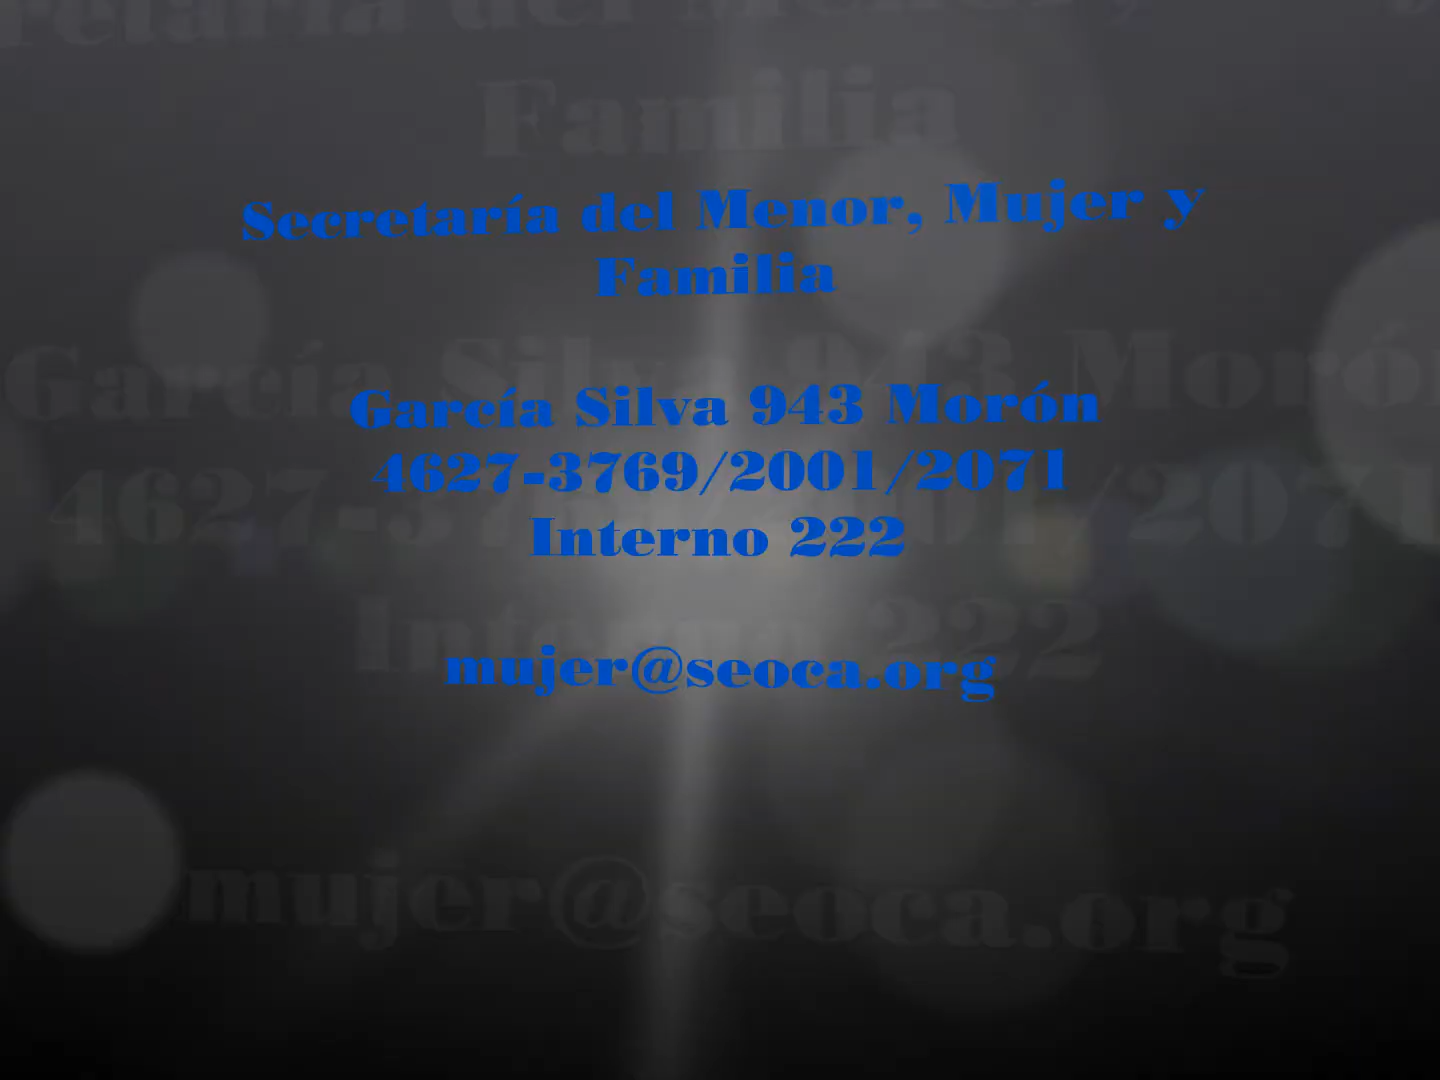 Secretaría del Menor, Mujer y
Familia
García Silva 943 Morón
4627-3769/2001/2071
Interno 222
mujer@seoca.org